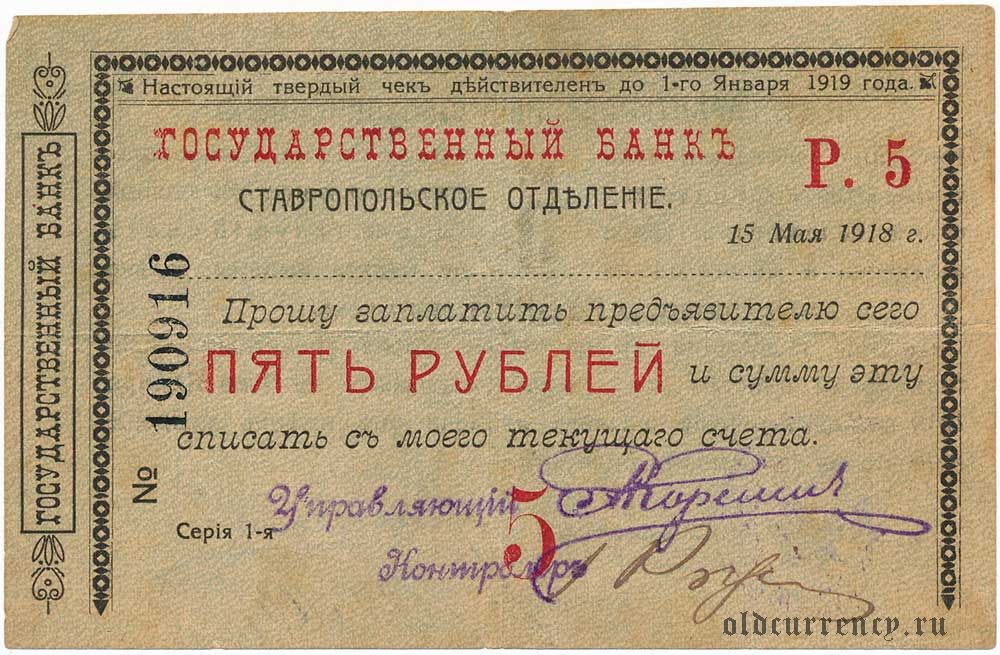 Настоящій твердый чекъ дѣйствителенъ до 1-го Января 1919 года.
ГОСУДАРСТВЕННЫЙ БАНКЪ
Р. 5
СТАВРОПОЛЬСКОЕ ОТДѢЛЕНІЕ.
15 Мая 1918 г.
Прошу заплатить предъявителю сего
ПЯТЬ РУБЛЕЙ и сумму эту
списать съ моего текущаго счета.
Управляющій
5
Серія 1-я
Контролеръ
№ 190916
ГОСУДАРСТВЕННЫЙ БАНКЪ
oldcurrency.ru